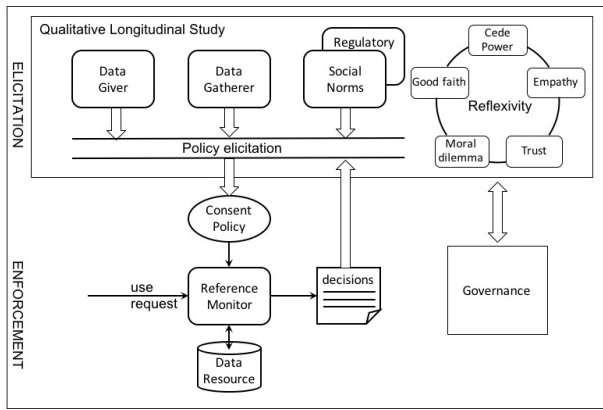 Qualitative Longitudinal Study
ELICITATION
Data
Giver
Data
Gatherer
Regulatory
Social
Norms
Cede
Power
Good faith
Empathy
Reflexivity
Moral
dilemma
Trust
Policy elicitation
Consent
Policy
ENFORCEMENT
use
request
Reference
Monitor
decisions
Governance
Data
Resource